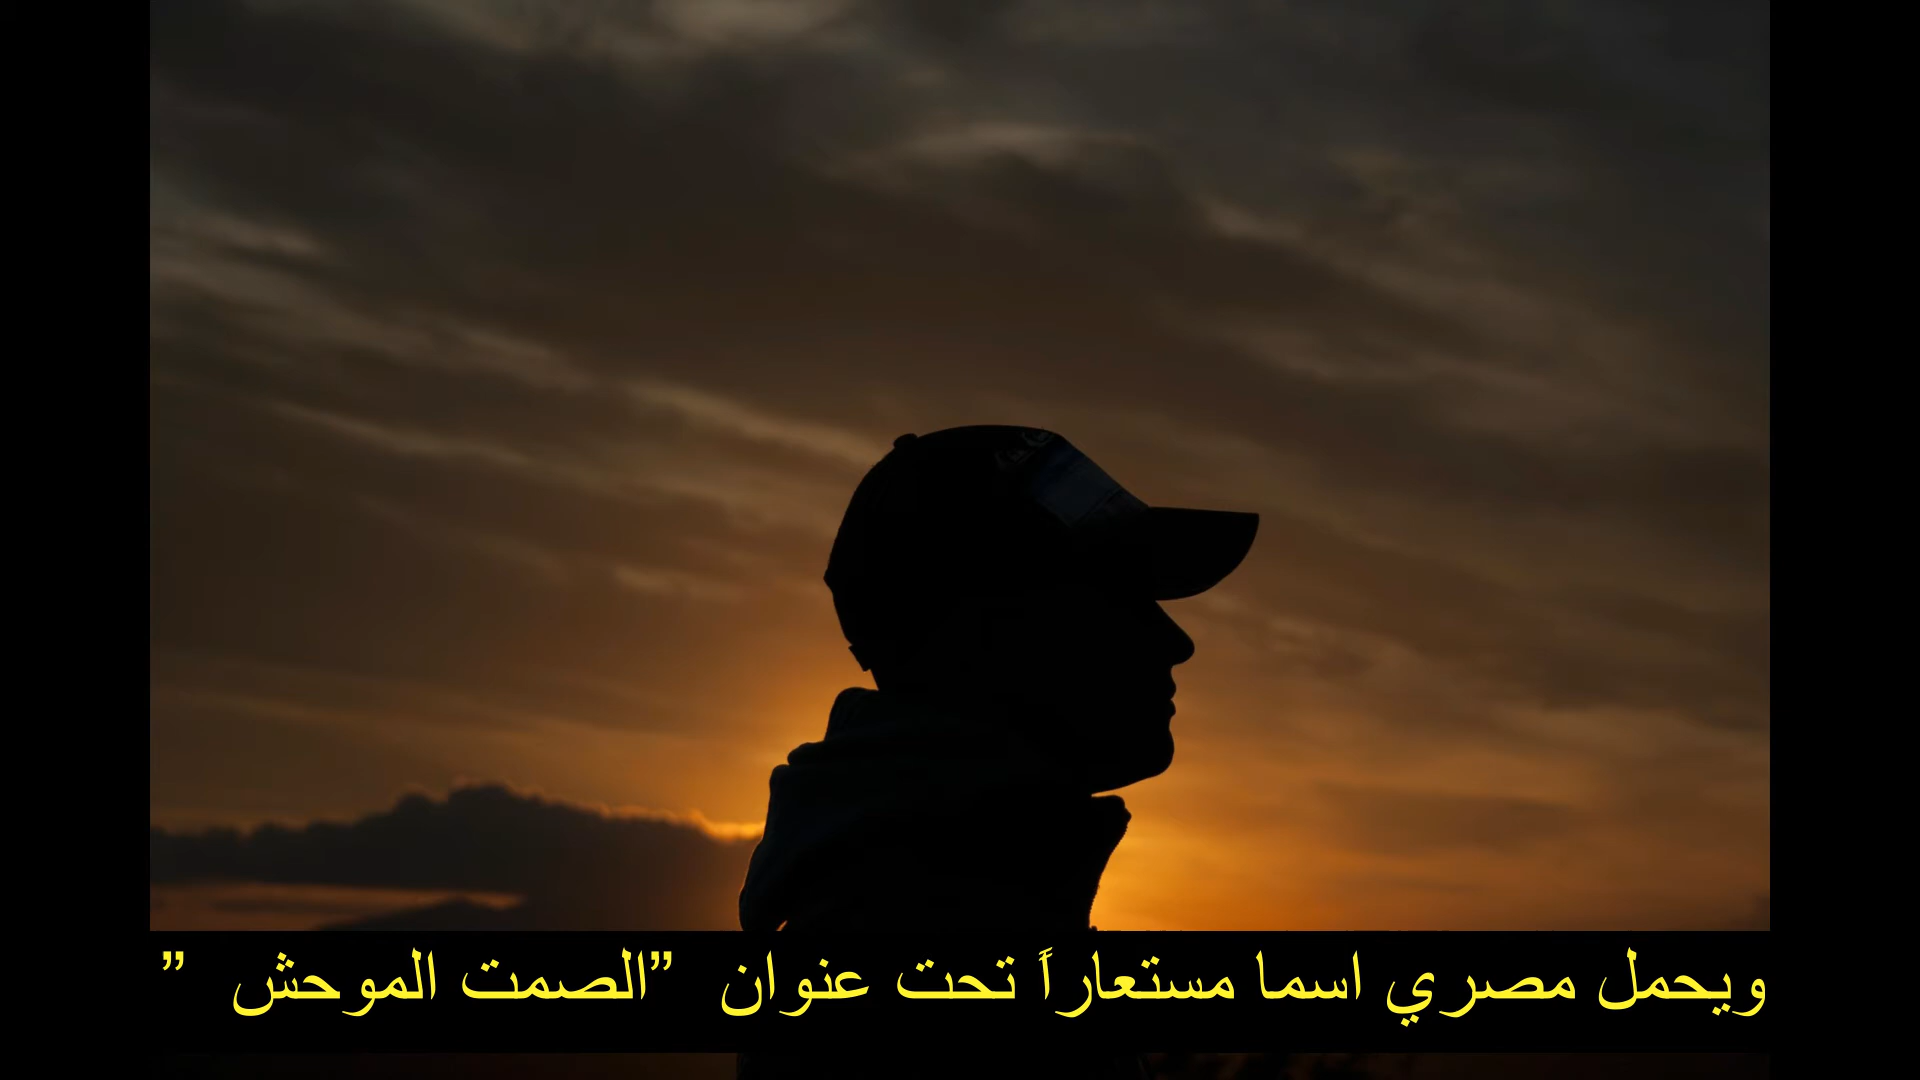 ويحمل مصري اسما مستعاراً تحت عنوان ”الصمت الموحش ”